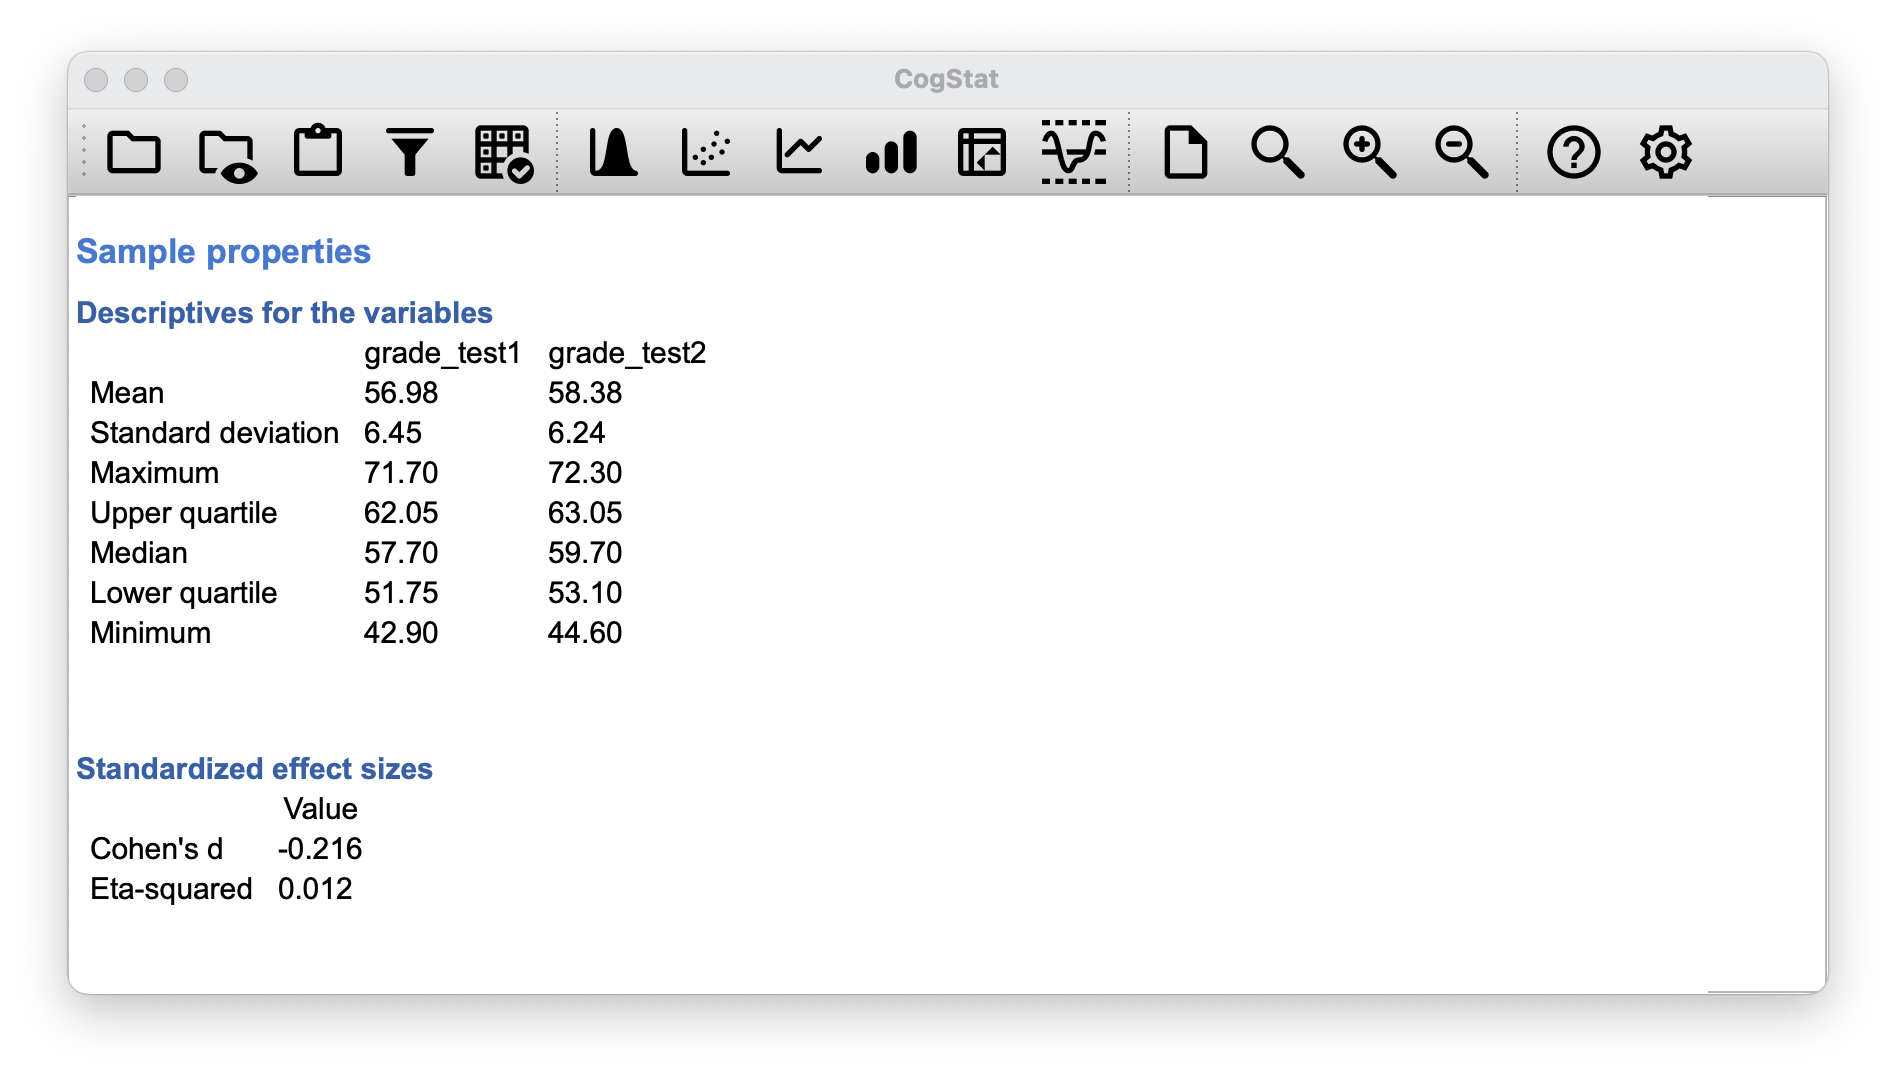 CogStat
Sample properties
Descriptives for the variables
grade_test1 grade_test2
Mean 56.98 58.38
Standard deviation 6.45 6.24
Maximum 71.70 72.30
Upper quartile 62.05 63.05
Median 57.70 59.70
Lower quartile 51.75 53.10
Minimum 42.90 44.60
Standardized effect sizes
Value
Cohen's d -0.216
Eta-squared 0.012